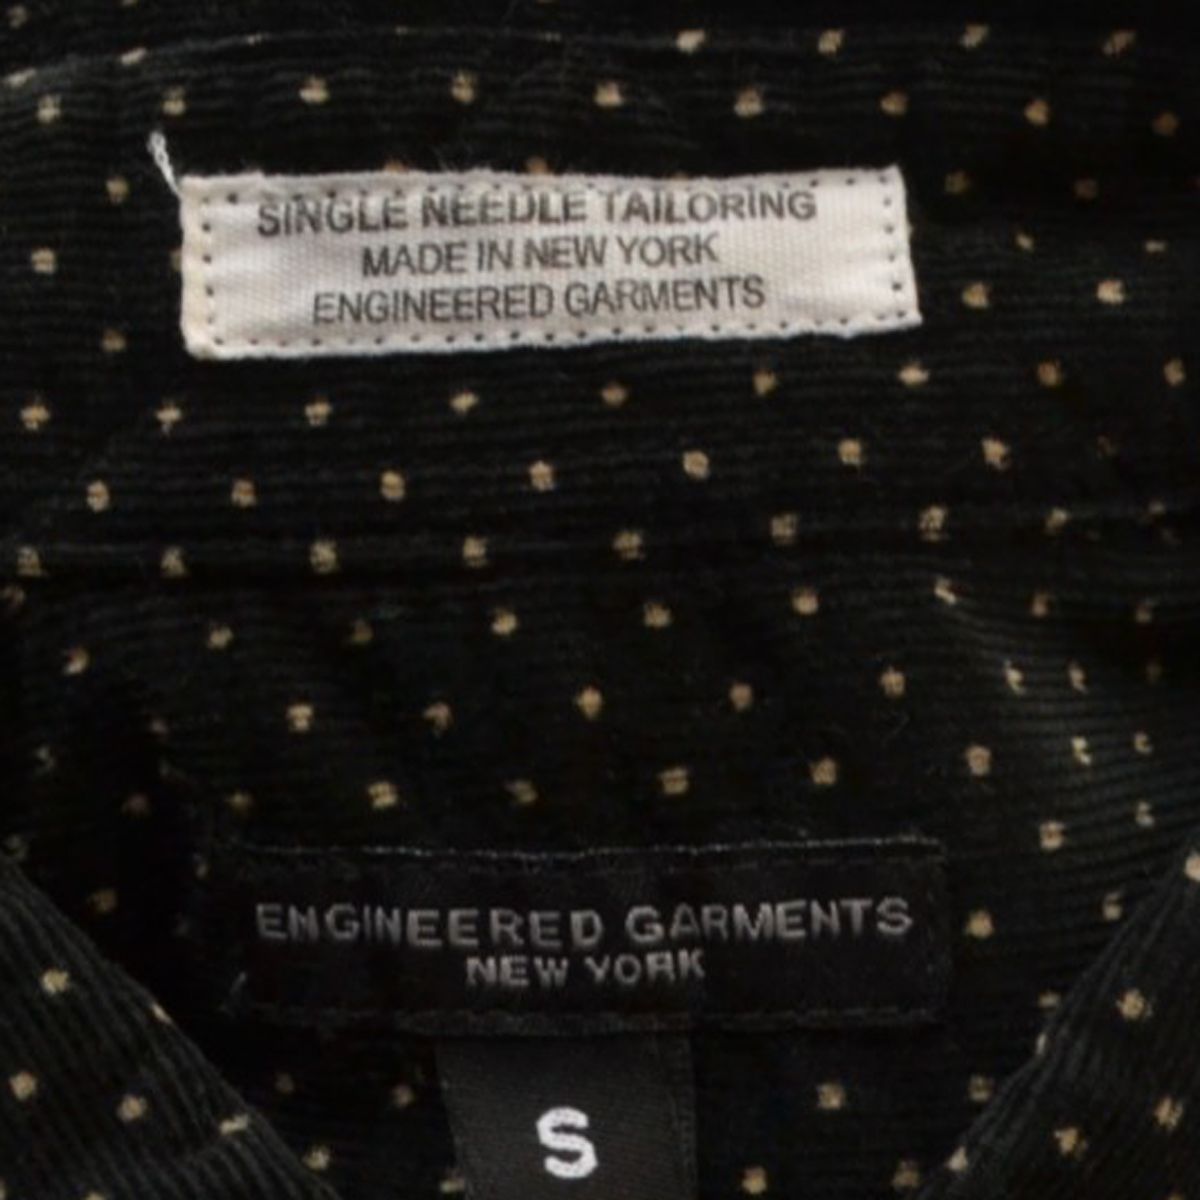 SINGLE NEEDLE TAILORING
MADE IN NEW YORK
ENGINEERED GARMENTS
ENGINEERED GARMENTS
NEW YORK
S